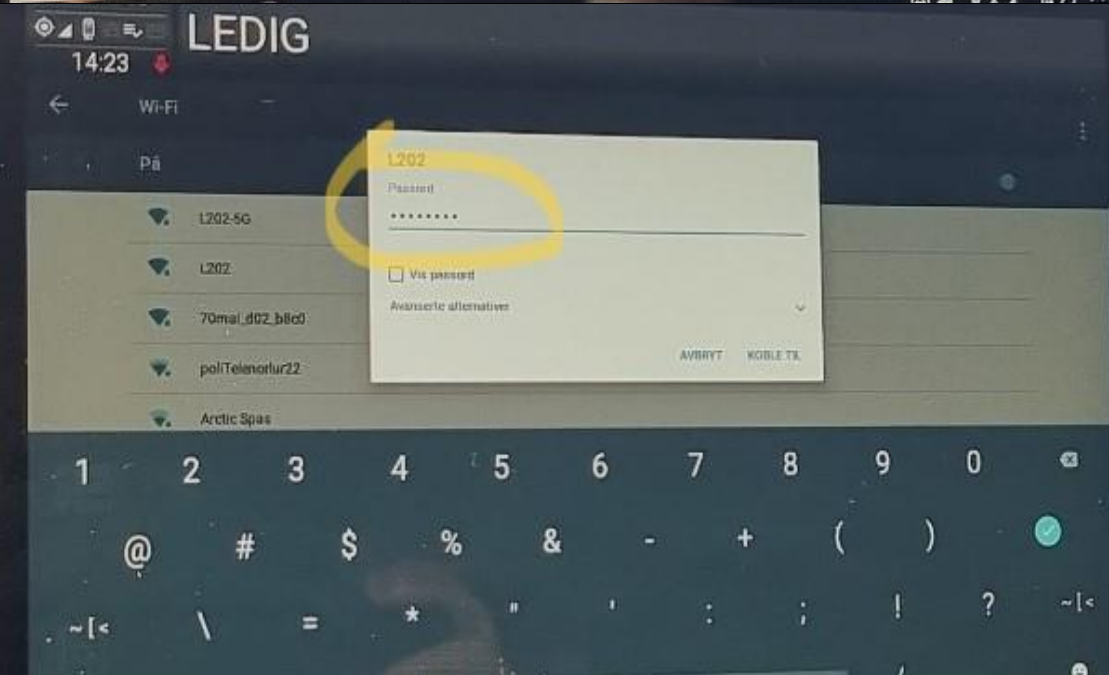 LEDIG
14:23
Wi-Fi
På
L202
Passord
••••••••
Vis passord
Avanserte alternativer
AVBRYT KOBLE TIL
L202-5G
L202
70mai_d02_b8c0
Arctic Spas
1 2 3 4 5 6 7 8 9 0
@ # $ % & - + ( )
~[< \ = * " ' : ; ! ? ~[<